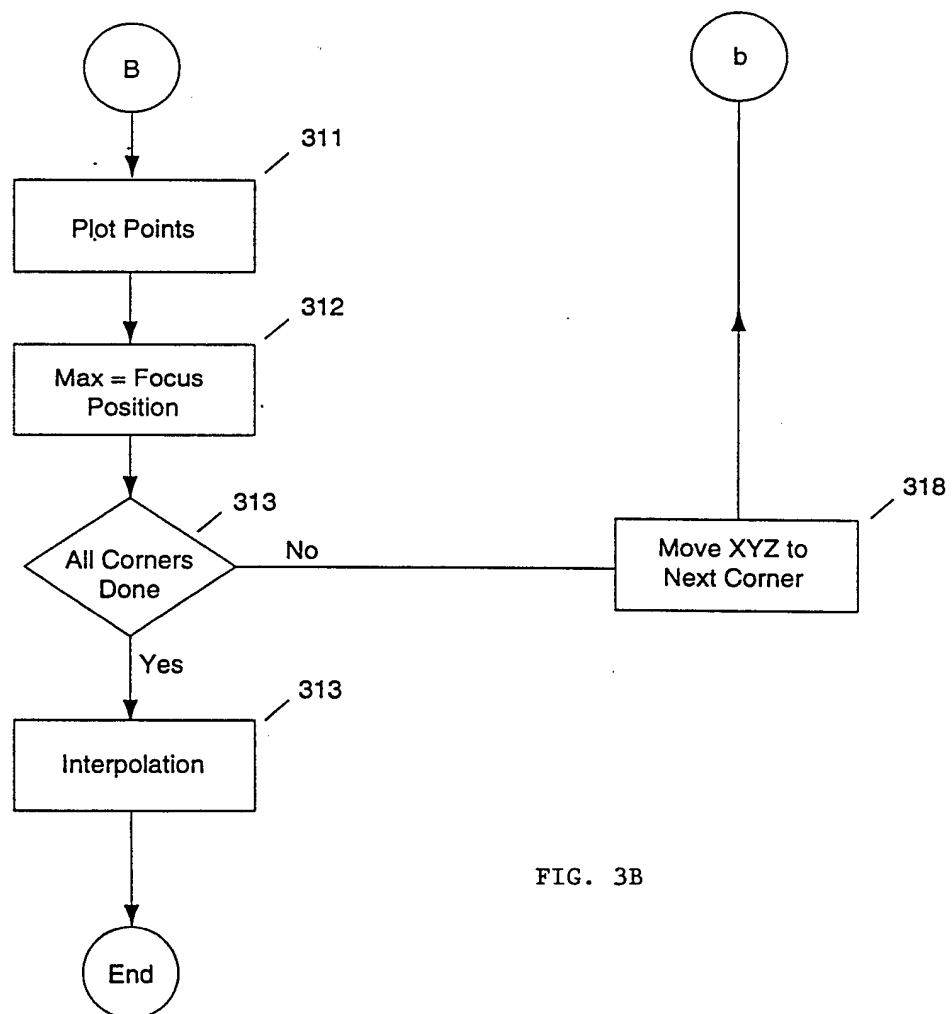 B
b
311
Plot Points
312
Max = Focus
Position
313
All Corners
Done
No
318
Move XYZ to
Next Corner
Yes
313
Interpolation
FIG. 3B
End